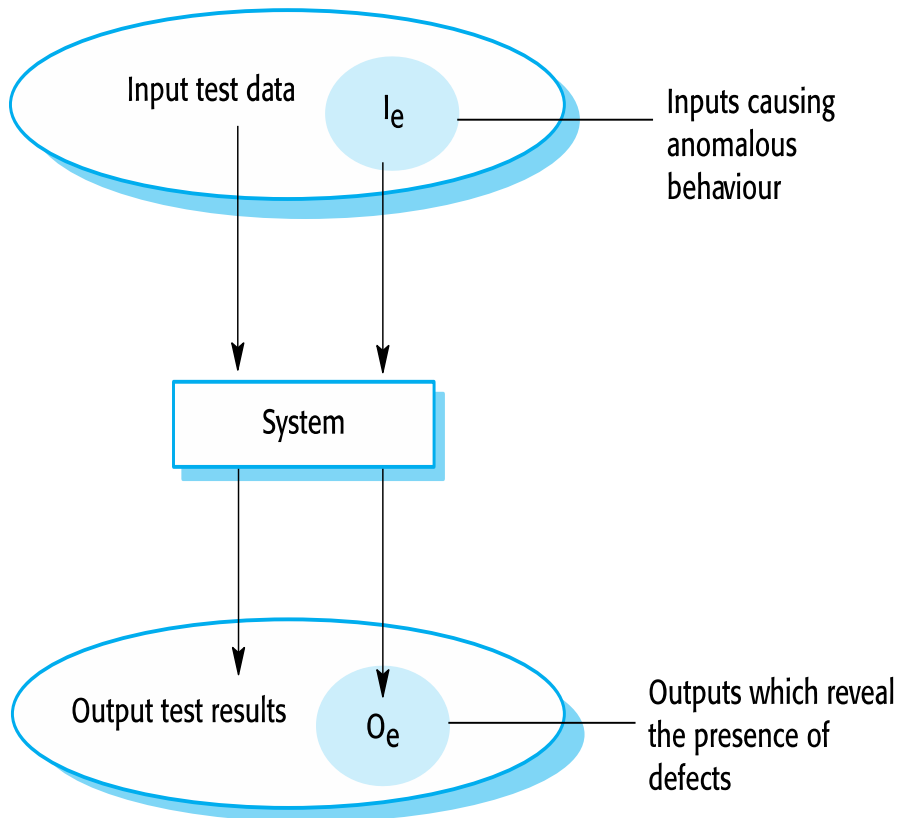 Input test data
Ie
Inputs causing
anomalous
behaviour
System
Output test results
Oe
Outputs which reveal
the presence of
defects